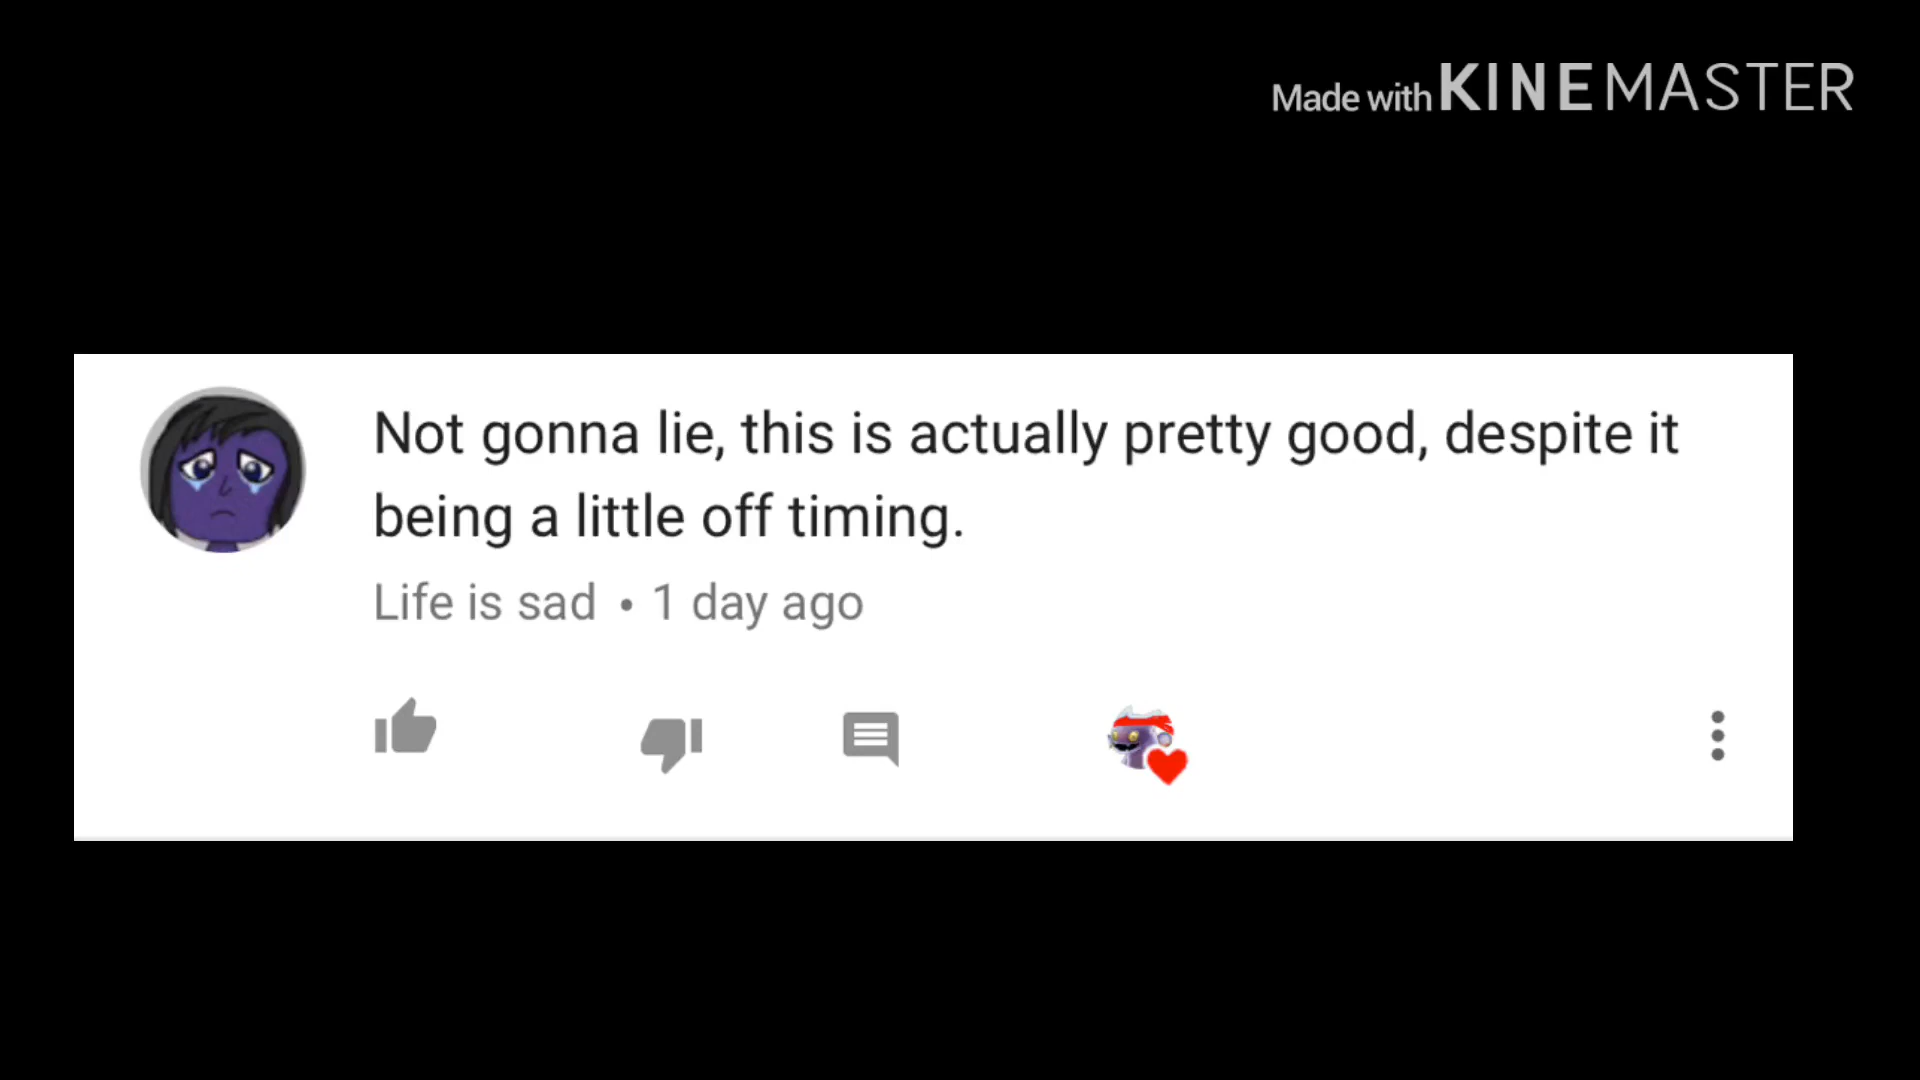 Made with KINEMASTER
Not gonna lie, this is actually pretty good, despite it
being a little off timing.
Life is sad • 1 day ago